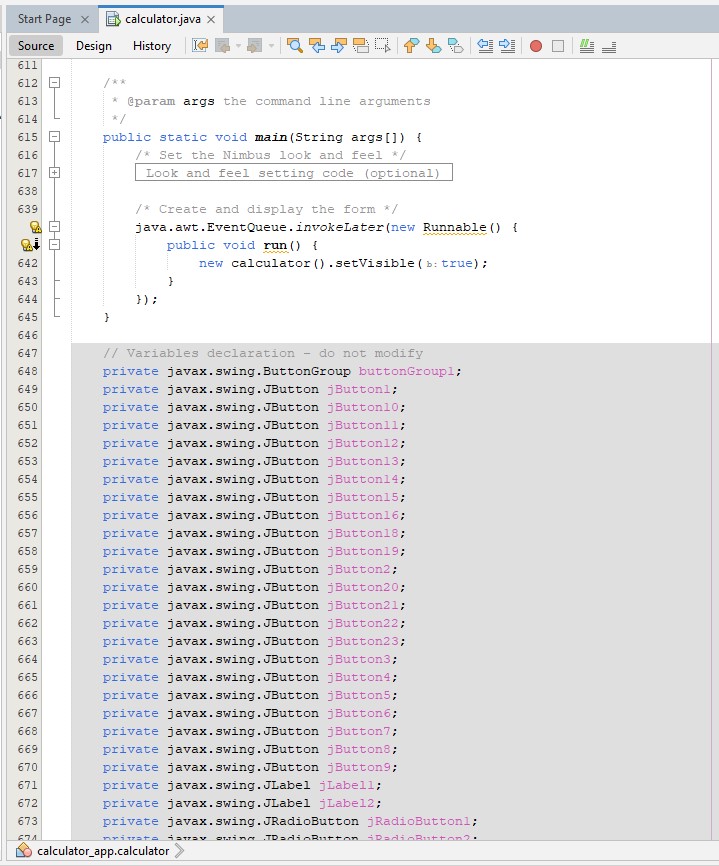 Start Page
calculator.java
Source Design History
611
612 /**
613 * @param args the command line arguments
614 */
615 public static void main(String args[]) {
616 /* Set the Nimbus look and feel */
617 Look and feel setting code (optional)
638
639 /* Create and display the form */
java.awt.EventQueue.invokeLater(new Runnable() {
public void run() {
642 new calculator().setVisible( b: true);
643 }
644 });
645 }
646
647 // Variables declaration - do not modify
648 private javax.swing.ButtonGroup buttonGroup1;
649 private javax.swing.JButton jButton1;
650 private javax.swing.JButton jButton10;
651 private javax.swing.JButton jButton11;
652 private javax.swing.JButton jButton12;
653 private javax.swing.JButton jButton13;
654 private javax.swing.JButton jButton14;
655 private javax.swing.JButton jButton15;
656 private javax.swing.JButton jButton16;
657 private javax.swing.JButton jButton18;
658 private javax.swing.JButton jButton19;
659 private javax.swing.JButton jButton2;
660 private javax.swing.JButton jButton20;
661 private javax.swing.JButton jButton21;
662 private javax.swing.JButton jButton22;
663 private javax.swing.JButton jButton23;
664 private javax.swing.JButton jButton3;
665 private javax.swing.JButton jButton4;
666 private javax.swing.JButton jButton5;
667 private javax.swing.JButton jButton6;
668 private javax.swing.JButton jButton7;
669 private javax.swing.JButton jButton8;
670 private javax.swing.JButton jButton9;
671 private javax.swing.JLabel jLabel1;
672 private javax.swing.JLabel jLabel2;
673 private javax.swing.JRadioButton jRadioButton1;
674 private javax.swing.JRadioButton jRadioButton2;
calculator_app.calculator